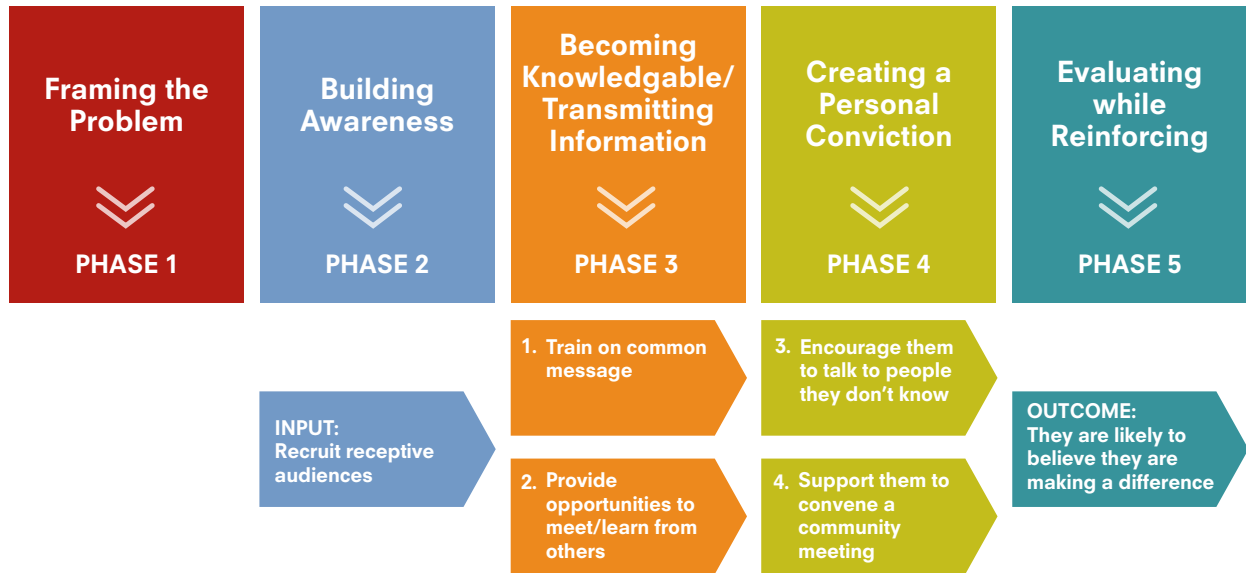 Framing the
Problem
PHASE 1
Building
Awareness
PHASE 2
Becoming
Knowledgable/
Transmitting
Information
PHASE 3
Creating a
Personal
Conviction
PHASE 4
Evaluating
while
Reinforcing
PHASE 5
INPUT:
Recruit receptive
audiences
1. Train on common
message
2. Provide
opportunities to
meet/learn from
others
3. Encourage them
to talk to people
they don't know
4. Support them to
convene a
community
meeting
OUTCOME:
They are likely to
believe they are
making a difference